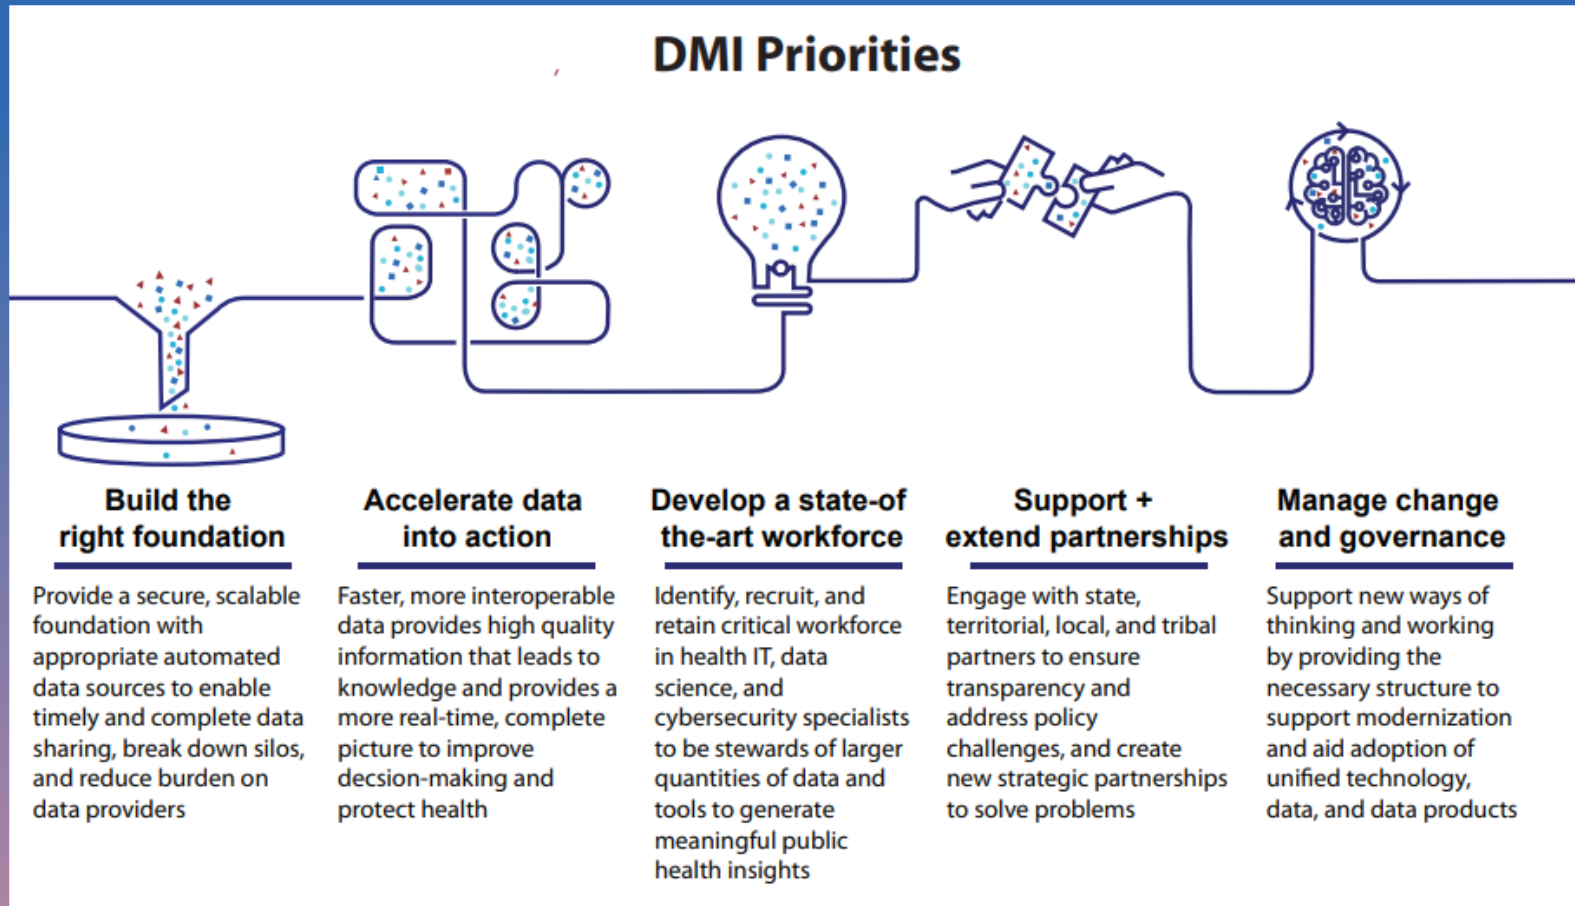 DMI Priorities
Build the
right foundation
Provide a secure, scalable
foundation with
appropriate automated
data sources to enable
timely and complete data
sharing, break down silos,
and reduce burden on
data providers
Accelerate data
into action
Faster, more interoperable
data provides high quality
information that leads to
knowledge and provides a
more real-time, complete
picture to improve
decsion-making and
protect health
Develop a state-of
the-art workforce
Identify, recruit, and
retain critical workforce
in health IT, data
science, and
cybersecurity specialists
to be stewards of larger
quantities of data and
tools to generate
meaningful public
health insights
Support +
extend partnerships
Engage with state,
territorial, local, and tribal
partners to ensure
transparency and
address policy
challenges, and create
new strategic partnerships
to solve problems
Manage change
and governance
Support new ways of
thinking and working
by providing the
necessary structure to
support modernization
and aid adoption of
unified technology,
data, and data products